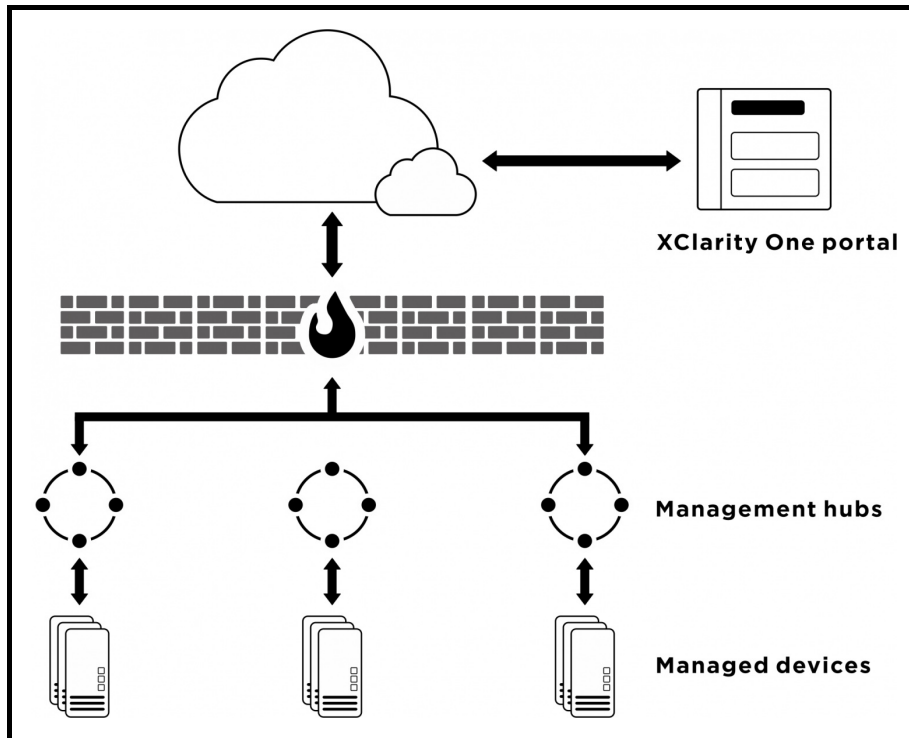 XClarity One portal
Management hubs
Managed devices